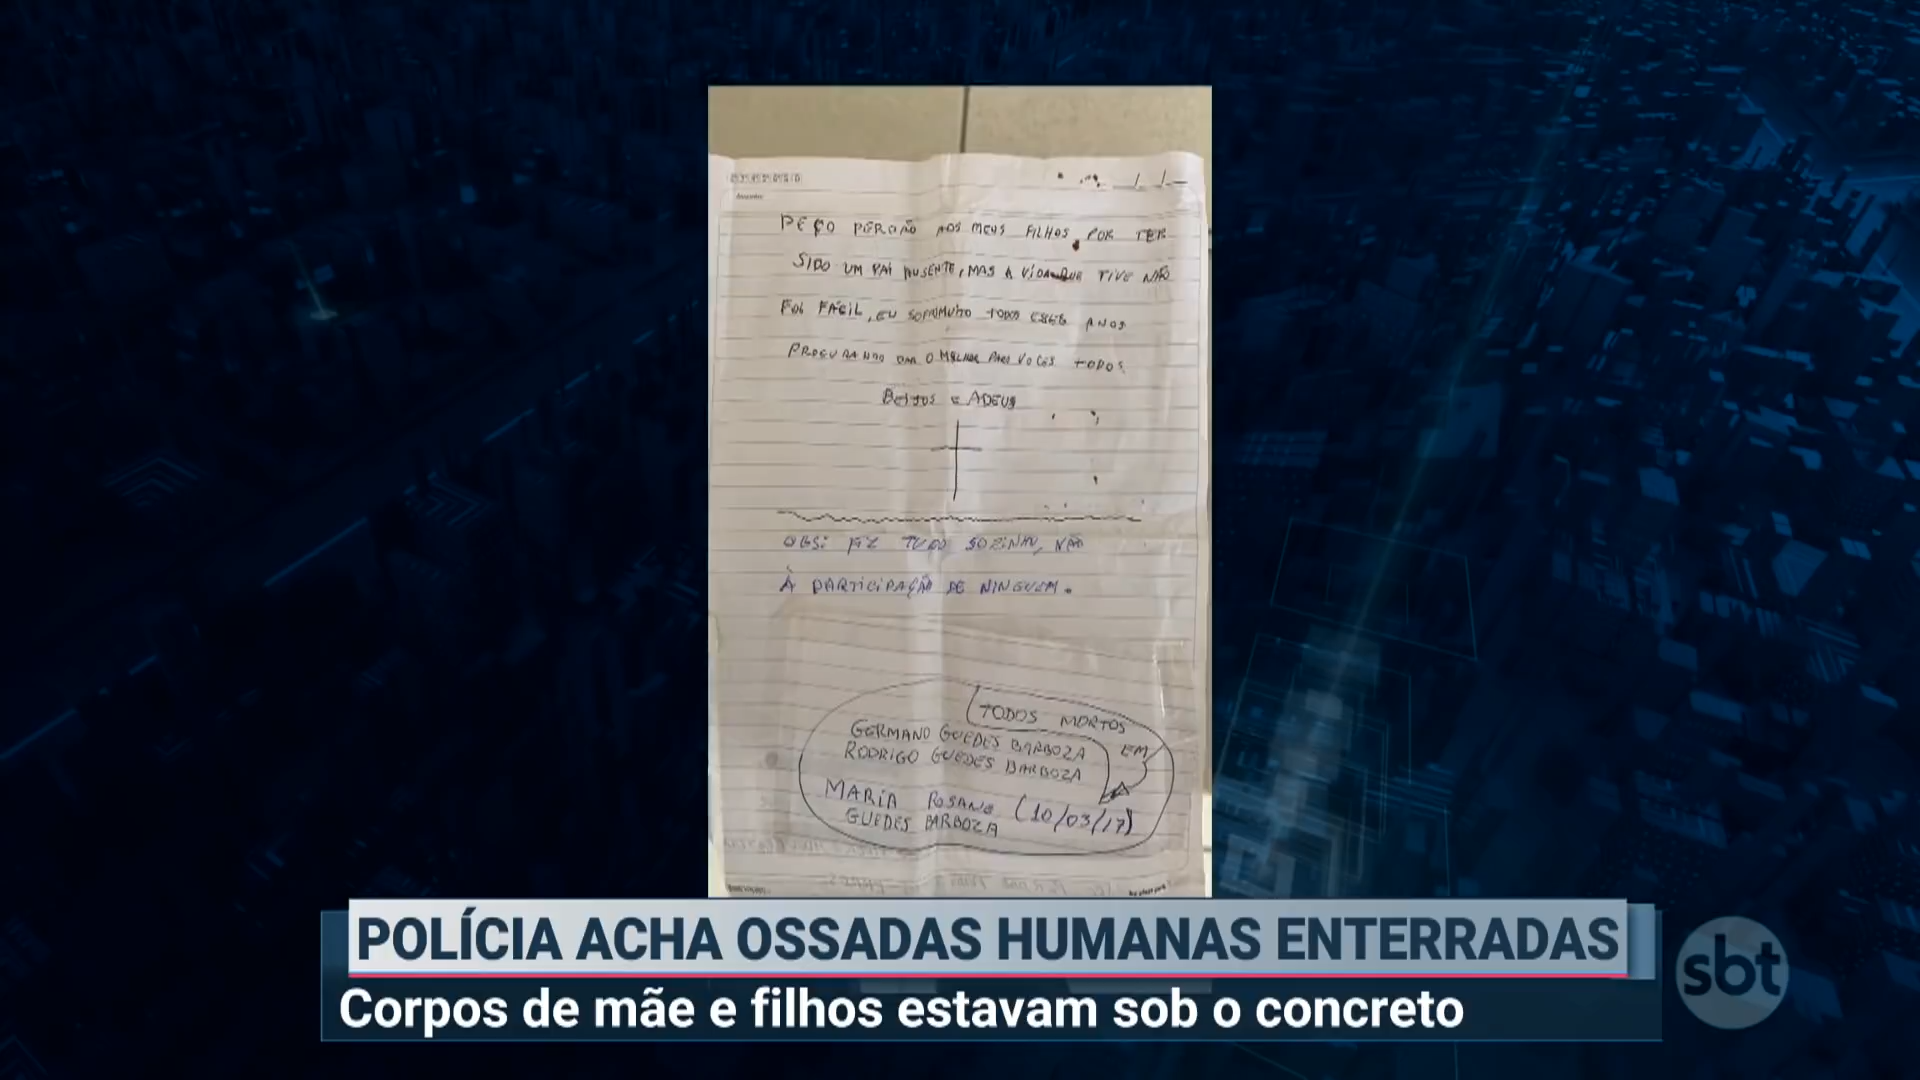 PEÇO PERDÃO AOS MEUS FILHOS, POR TER
SIDO UM PAI AUSENTE, MAS A VIDA QUE TIVE NÃO
FOI FÁCIL, EU SOFRI MUITO TODOS ESSES ANOS
PROCURANDO DAR O MELHOR PARA VOCÊS TODOS.
BEIJOS E ADEUS
OBS: FIZ TUDO SOZINHO, NÃO
À PARTICIPAÇÃO DE NINGUEM.
TODOS MORTOS
EM
GERMANO GUEDES BARBOZA
RODRIGO GUEDES BARBOZA
MARIA ROSANE (10/03/17)
GUEDES BARBOZA
POLÍCIA ACHA OSSADAS HUMANAS ENTERRADAS
Corpos de mãe e filhos estavam sob o concreto
sbt